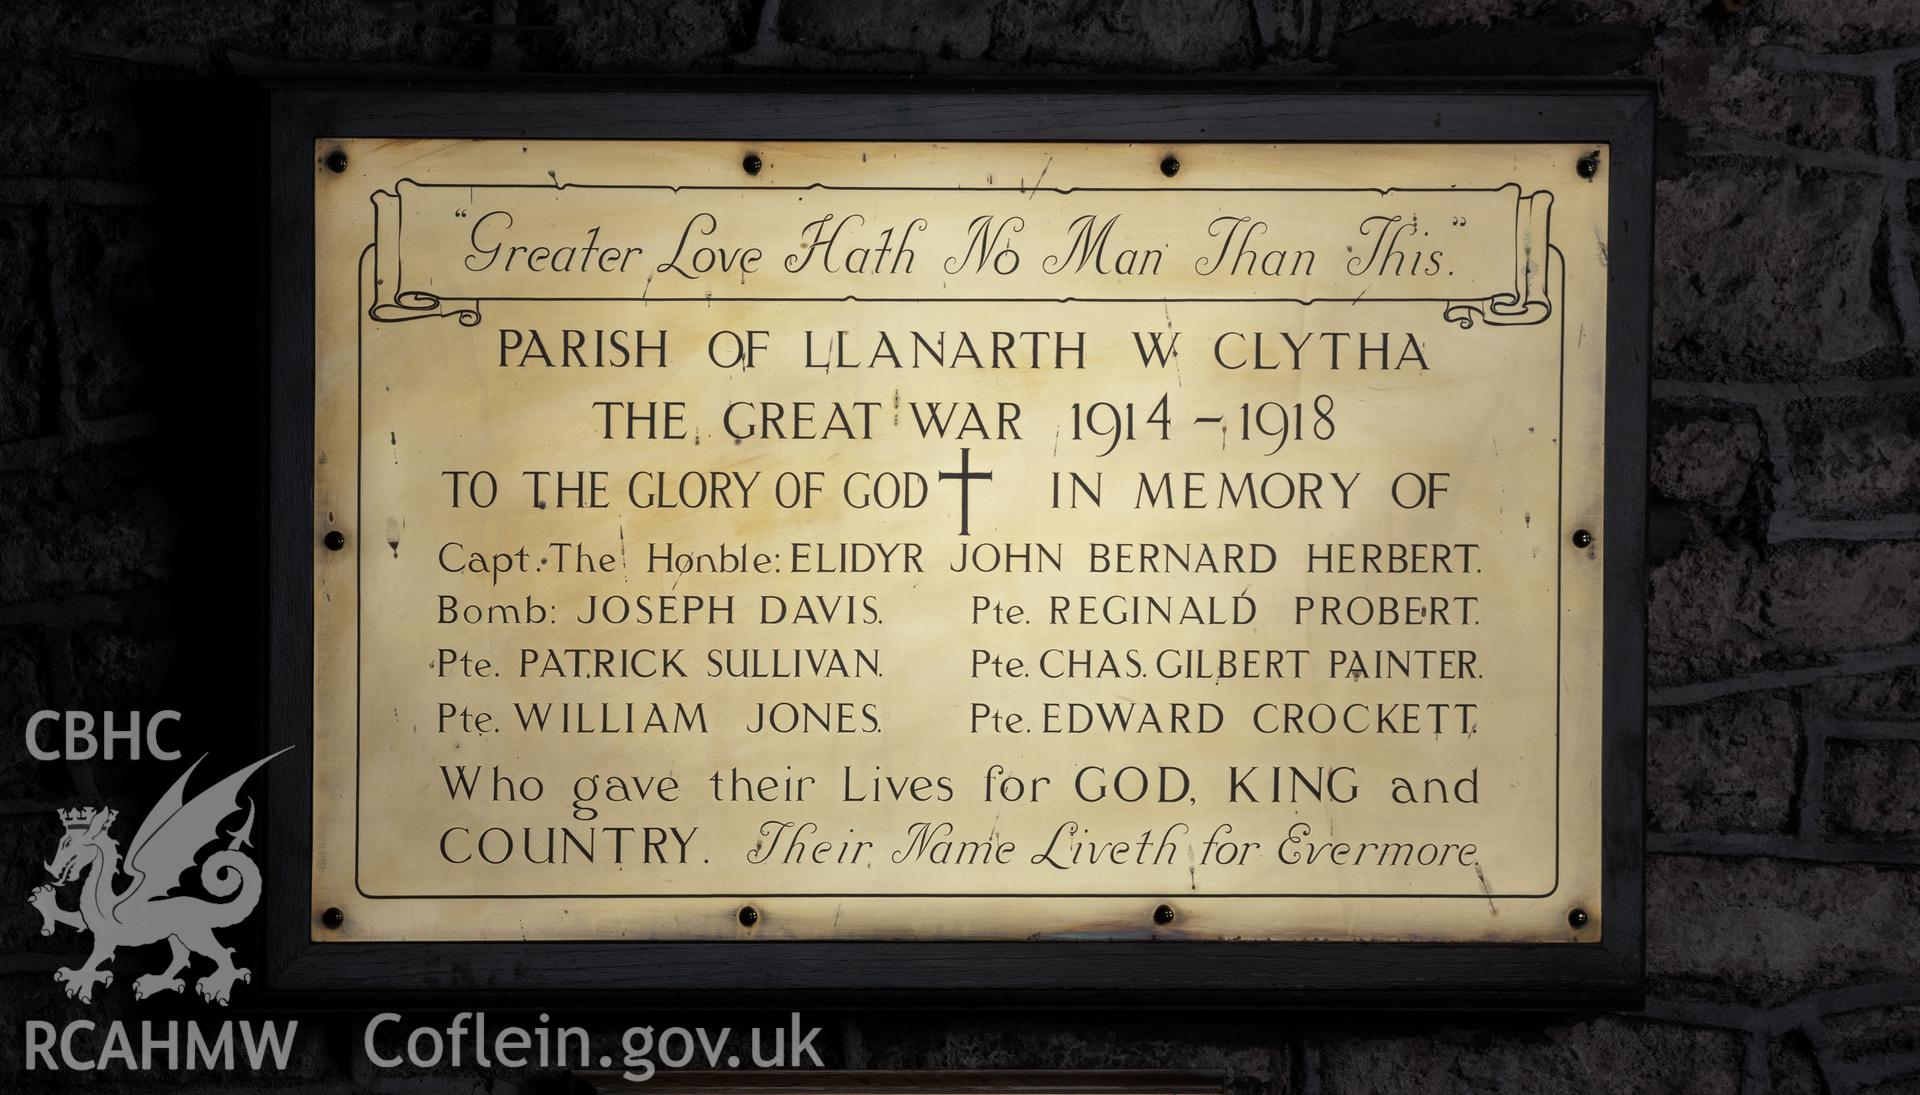 “Greater Love Hath No Man Than This.”
PARISH OF LLANARTH W CLYTHA
THE GREAT WAR 1914 – 1918
TO THE GLORY OF GOD † IN MEMORY OF
Capt. The Honble: ELIDYR JOHN BERNARD HERBERT.
Bomb: JOSEPH DAVIS. Pte. REGINALD PROBERT.
Pte. PATRICK SULLIVAN. Pte. CHAS. GILBERT PAINTER.
Pte. WILLIAM JONES. Pte. EDWARD CROCKETT.
Who gave their Lives for GOD, KING and
COUNTRY. Their Name Liveth for Evermore.
CBHC
RCAHMW Coflein.gov.uk